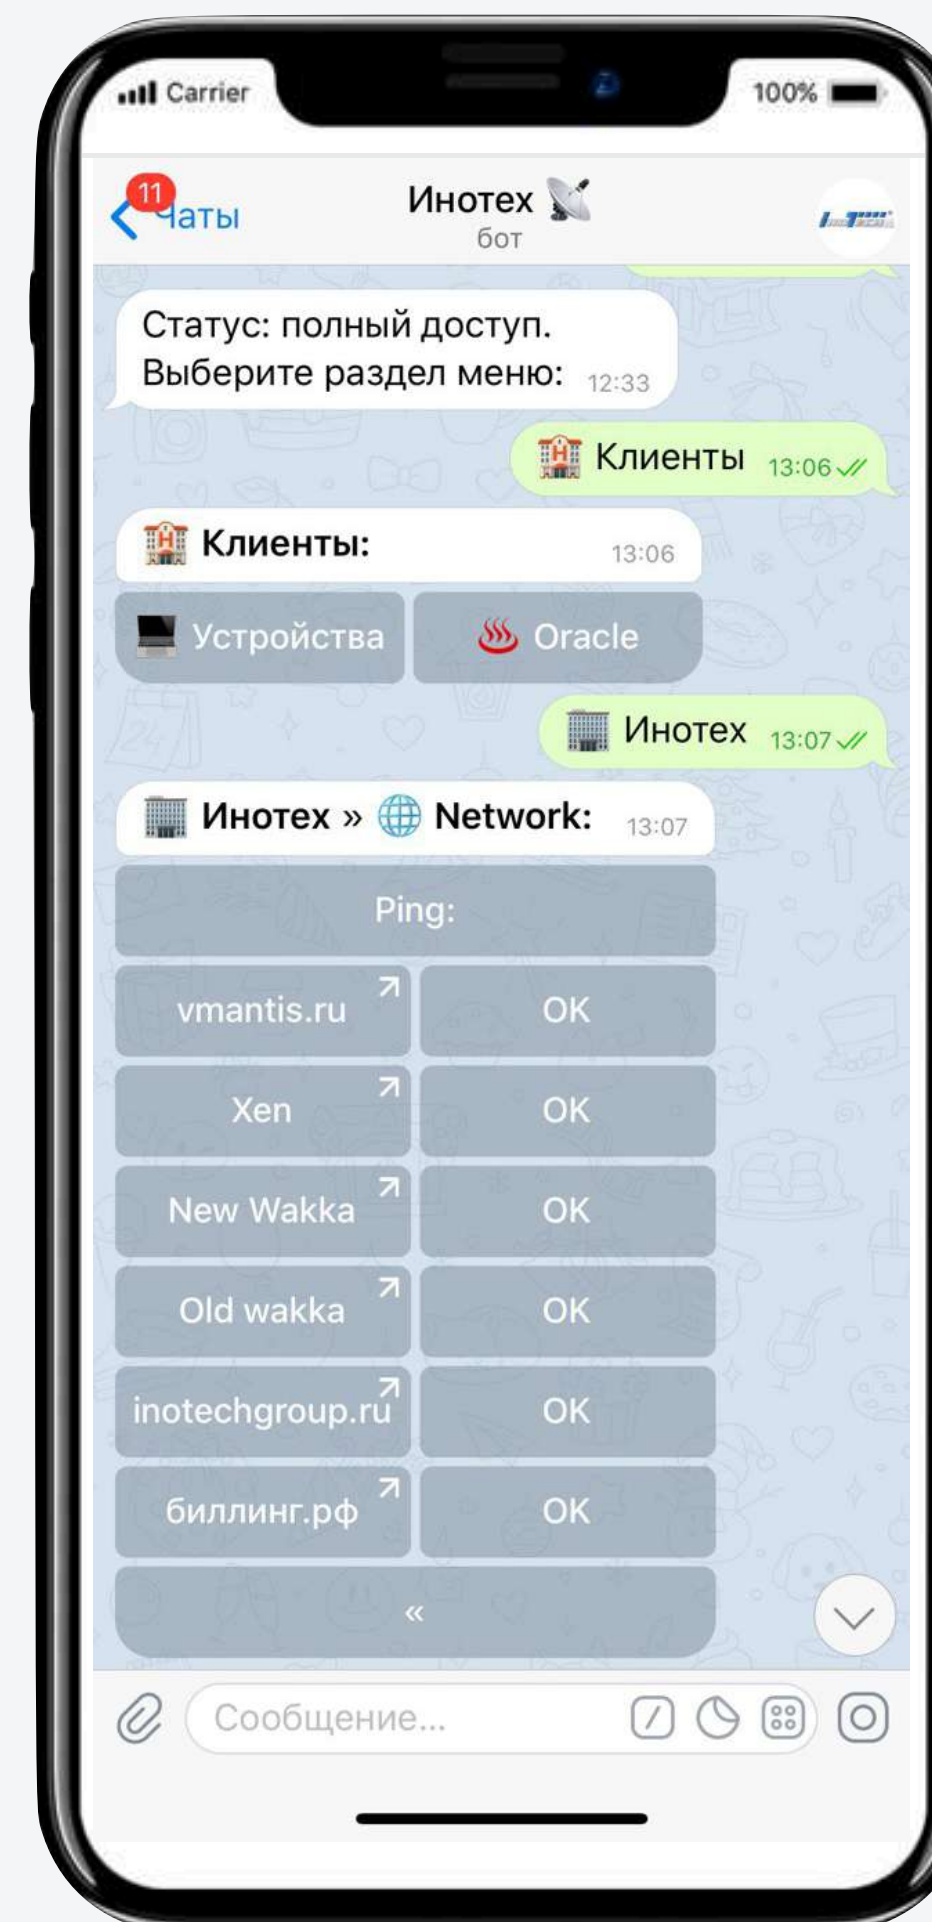 Carrier
100%
11
Чаты
Инотех
бот
Статус: полный доступ.
Выберите раздел меню: 12:33
Клиенты 13:06
Клиенты: 13:06
Устройства
Oracle
Инотех 13:07
Инотех » Network: 13:07
Ping:
vmantis.ru OK
Xen OK
New Wakka OK
Old wakka OK
inotechgroup.ru OK
биллинг.рф OK
«
Сообщение...